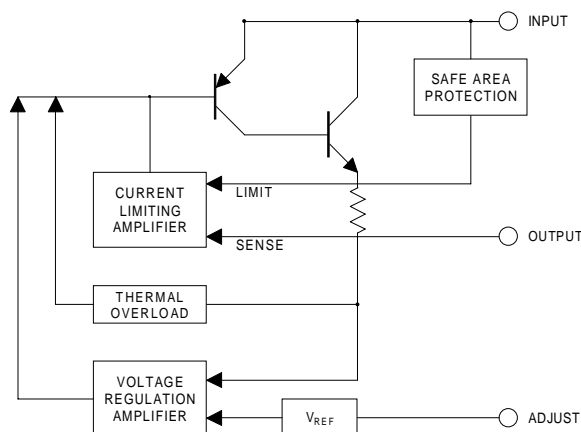 INPUT
SAFE AREA
PROTECTION
CURRENT
LIMITING
AMPLIFIER
LIMIT
SENSE
OUTPUT
THERMAL
OVERLOAD
VOLTAGE
REGULATION
AMPLIFIER
VREF
ADJUST